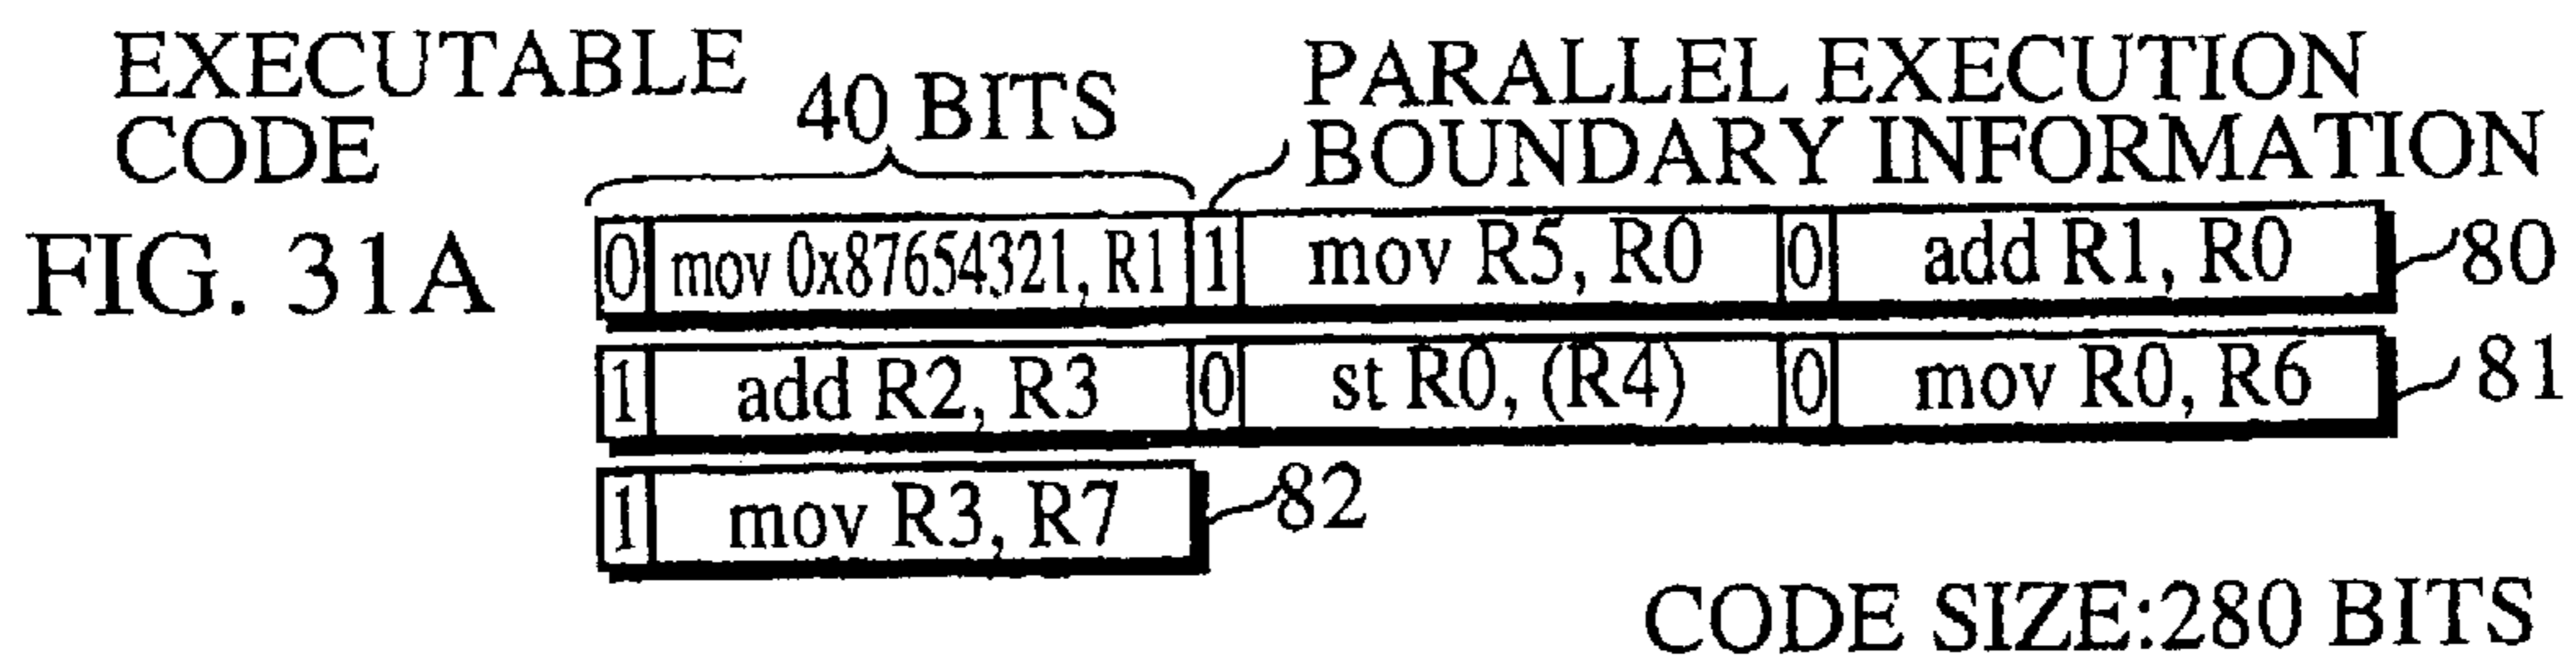 EXECUTABLE
CODE
40 BITS
PARALLEL EXECUTION
BOUNDARY INFORMATION
FIG. 31A
0 mov 0x87654321, R1 1 mov R5, R0 0 add R1, R0 80
1 add R2, R3 0 st R0, (R4) 0 mov R0, R6 81
1 mov R3, R7 82
CODE SIZE:280 BITS